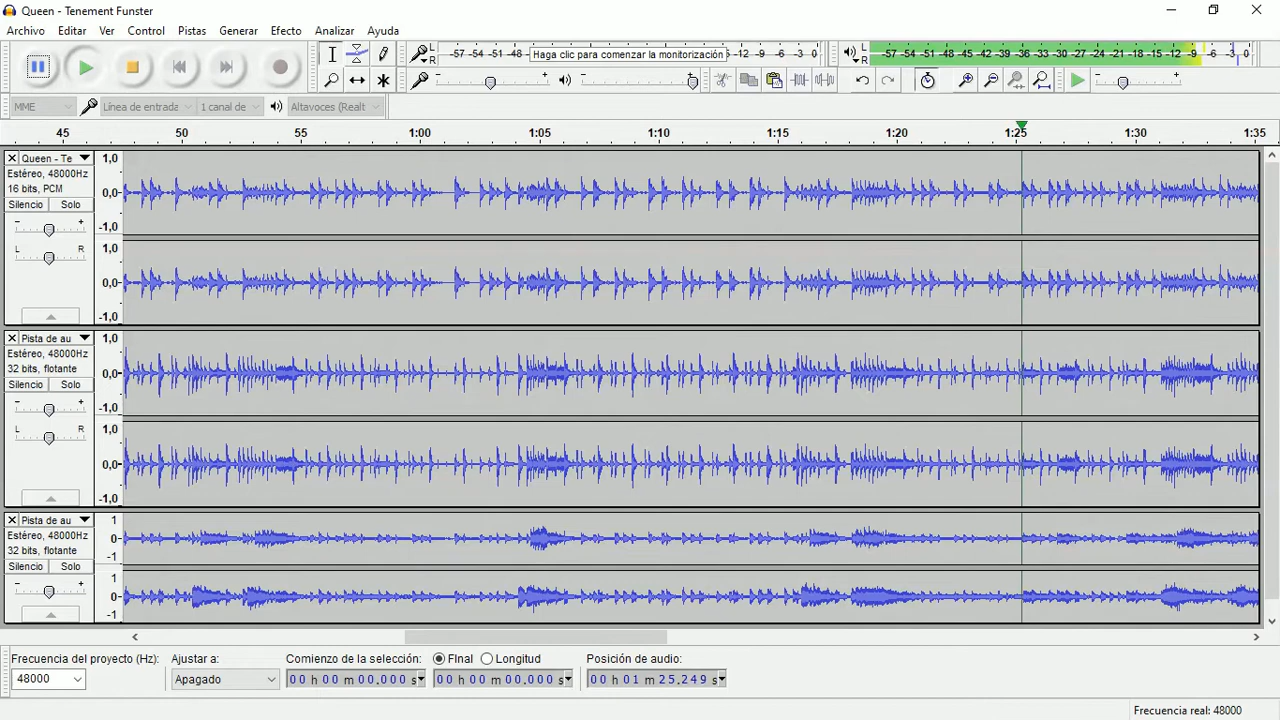 Queen - Tenement Funster
Archivo Editar Ver Control Pistas Generar Efecto Analizar Ayuda
L R -57 -54 -51 -48 Haga clic para comenzar la monitorización -12 -9 -6 -3 0
L R -57 -54 -51 -48 -45 -42 -39 -36 -33 -30 -27 -24 -21 -18 -15 -12 -9 -6 -3 0
MME Línea de entrada 1 canal de Altavoces (Realt
45 50 55 1:00 1:05 1:10 1:15 1:20 1:25 1:30 1:35
Queen - Te
Estéreo, 48000Hz
16 bits, PCM
Silencio Solo
- +
L R
1,0
0,0
-1,0
1,0
0,0
-1,0
Pista de au
Estéreo, 48000Hz
32 bits, flotante
Silencio Solo
- +
L R
1,0
0,0
-1,0
1,0
0,0
-1,0
Pista de au
Estéreo, 48000Hz
32 bits, flotante
Silencio Solo
- +
1
0
-1
1
0
-1
Frecuencia del proyecto (Hz): Ajustar a: Comienzo de la selección: FInal Longitud Posición de audio:
48000 Apagado 00 h 00 m 00.000 s 00 h 00 m 00.000 s 00 h 01 m 25.249 s
Frecuencia real: 48000